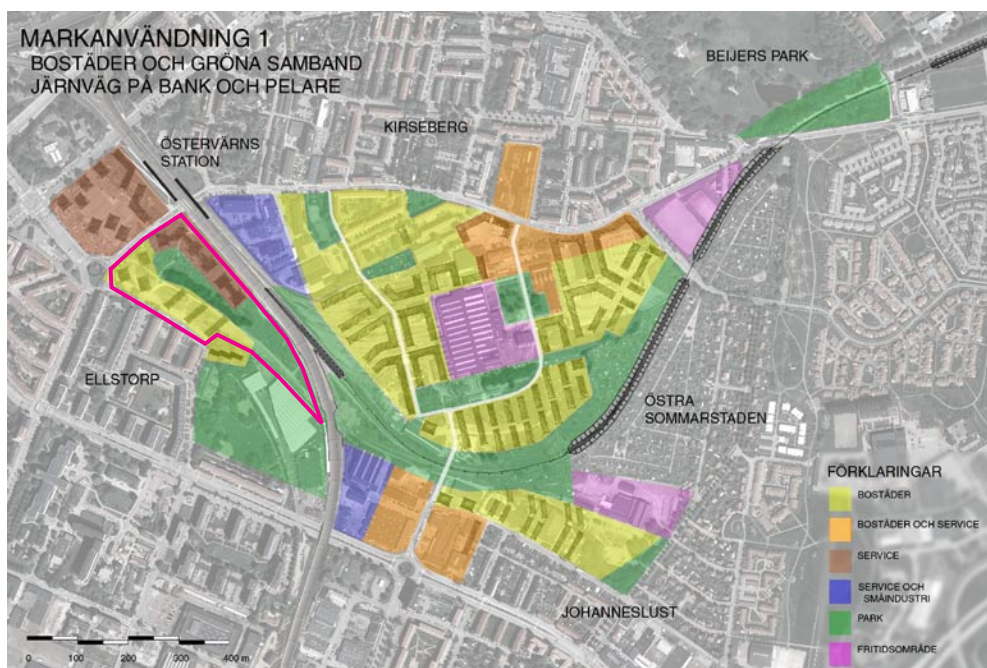 MARKANVÄNDNING 1
BOSTÄDER OCH GRÖNA SAMBAND
JÄRNVÄG PÅ BANK OCH PELARE
BEIJERS PARK
KIRSEBERG
ÖSTERVÄRNS
STATION
ELLSTORP
ÖSTRA
SOMMARSTADEN
JOHANNESLUST
FÖRKLARINGAR
BOSTÄDER
BOSTÄDER OCH SERVICE
SERVICE
SERVICE OCH
SMÅINDUSTRI
PARK
FRITIDSOMRÅDE
0 100 200 300 400 m